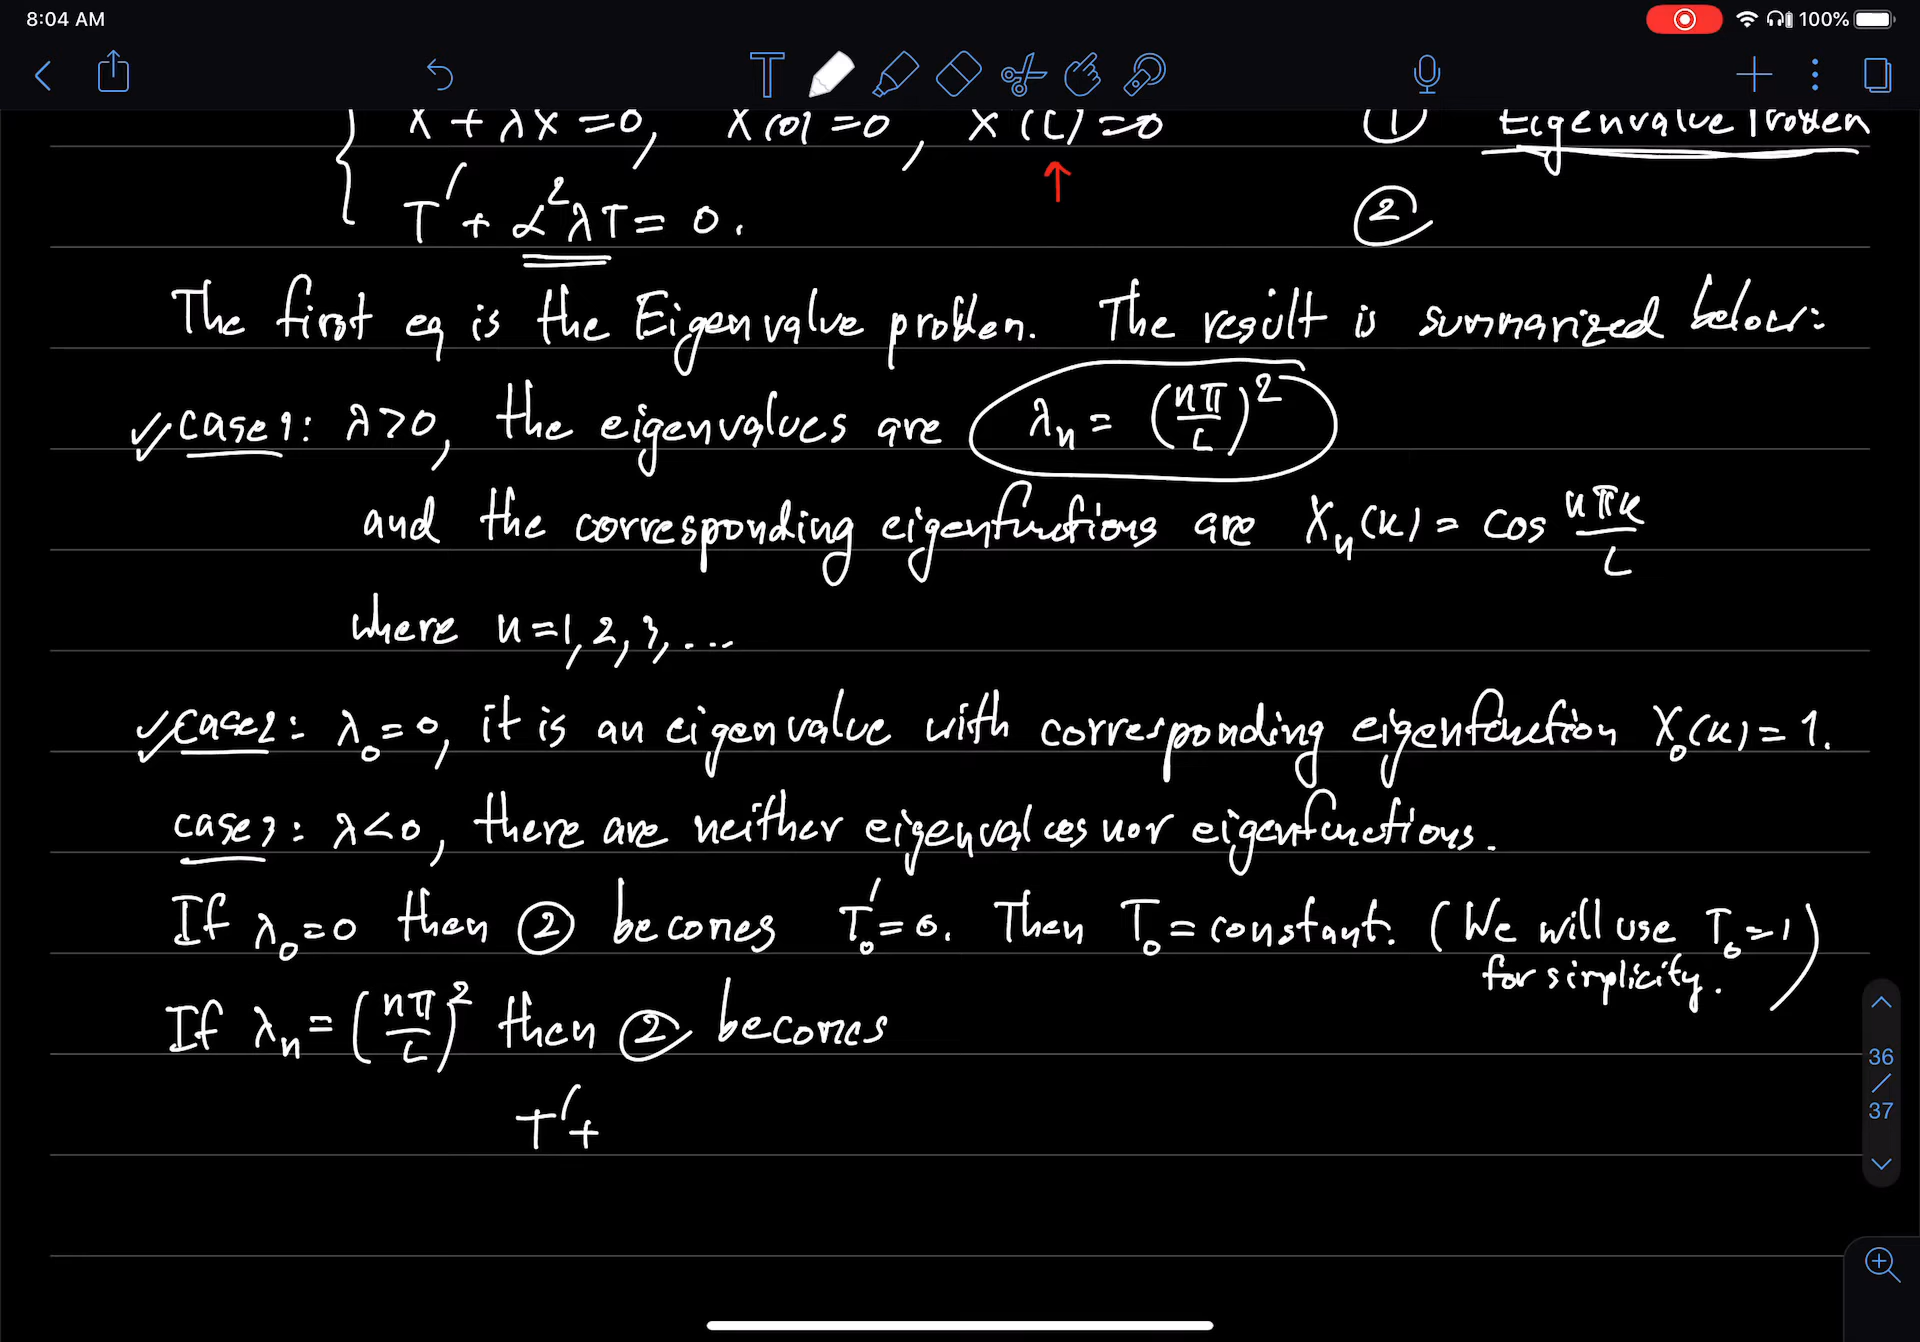 8:04 AM
100%
X + λX = 0, X(0) = 0, X(L) = 0 ① Eigenvalue Problem
T' + α²λT = 0. ②
The first eq is the Eigenvalue problem. The result is summarized below:
case 1: λ>0, the eigenvalues are λn = (nπ/L)²
and the corresponding eigenfunctions are Xn(x) = cos nπx/L
where n = 1, 2, 3, ...
case 2: λ₀ = 0, it is an eigenvalue with corresponding eigenfunction X₀(x) = 1.
case 3: λ<0, there are neither eigenvalues nor eigenfunctions.
If λ₀ = 0 then ② becomes T₀' = 0. Then T₀ = constant. (We will use T₀ = 1
for simplicity.)
If λn = (nπ/L)² then ② becomes
T' +
36
/
37